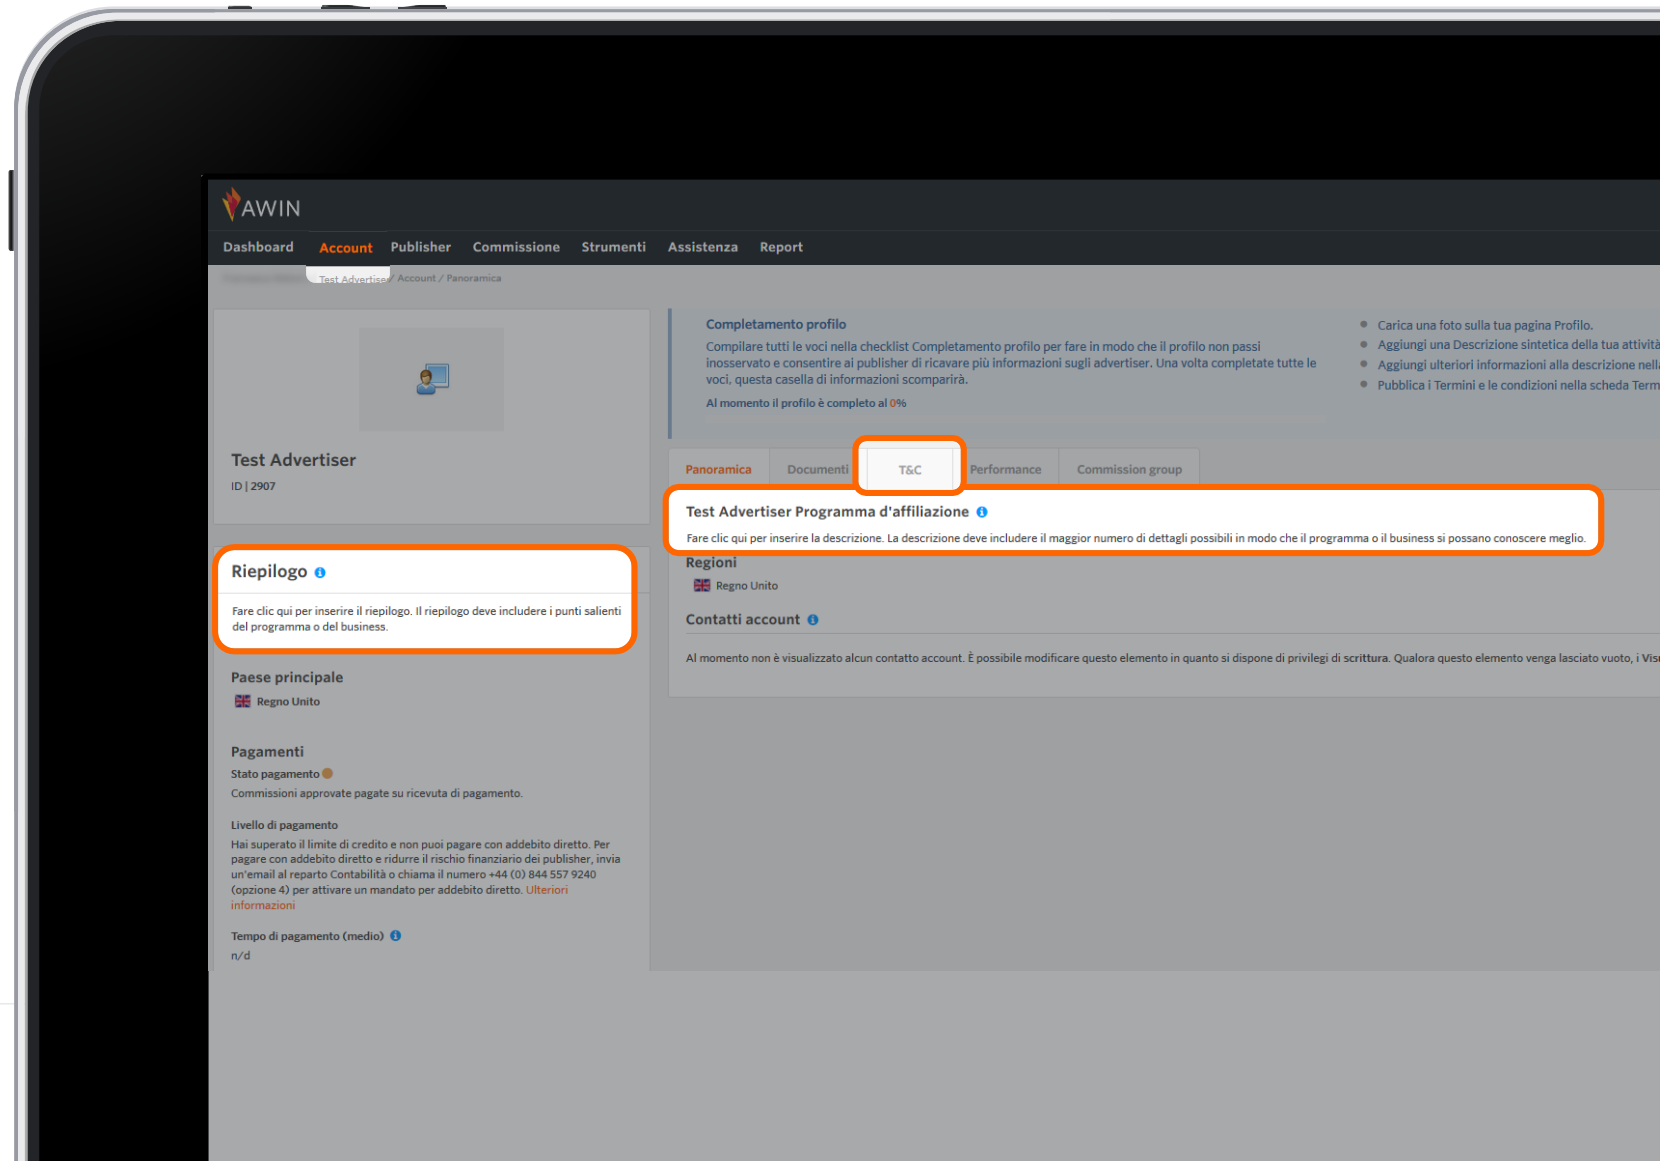 AWIN
Dashboard Account Publisher Commissione Strumenti Assistenza Report
Test Advertiser / Account / Panoramica
Completamento profilo
Compilare tutti le voci nella checklist Completamento profilo per fare in modo che il profilo non passi
inosservato e consentire ai publisher di ricavare più informazioni sugli advertiser. Una volta completate tutte le
voci, questa casella di informazioni scomparirà.
Al momento il profilo è completo al 0%
Carica una foto sulla tua pagina Profilo.
Aggiungi una Descrizione sintetica della tua attività
Aggiungi ulteriori informazioni alla descrizione nell
Pubblica i Termini e le condizioni nella scheda Term
Test Advertiser
ID | 2907
Panoramica Documenti T&C Performance Commission group
Test Advertiser Programma d'affiliazione
Fare clic qui per inserire la descrizione. La descrizione deve includere il maggior numero di dettagli possibili in modo che il programma o il business si possano conoscere meglio.
Regioni
Regno Unito
Contatti account
Al momento non è visualizzato alcun contatto account. È possibile modificare questo elemento in quanto si dispone di privilegi di scrittura. Qualora questo elemento venga lasciato vuoto, i Vis
Riepilogo
Fare clic qui per inserire il riepilogo. Il riepilogo deve includere i punti salienti
del programma o del business.
Paese principale
Regno Unito
Pagamenti
Stato pagamento
Commissioni approvate pagate su ricevuta di pagamento.
Livello di pagamento
Hai superato il limite di credito e non puoi pagare con addebito diretto. Per
pagare con addebito diretto e ridurre il rischio finanziario dei publisher, invia
un'email al reparto Contabilità o chiama il numero +44 (0) 844 557 9240
(opzione 4) per attivare un mandato per addebito diretto. Ulteriori
informazioni
Tempo di pagamento (medio)
n/d